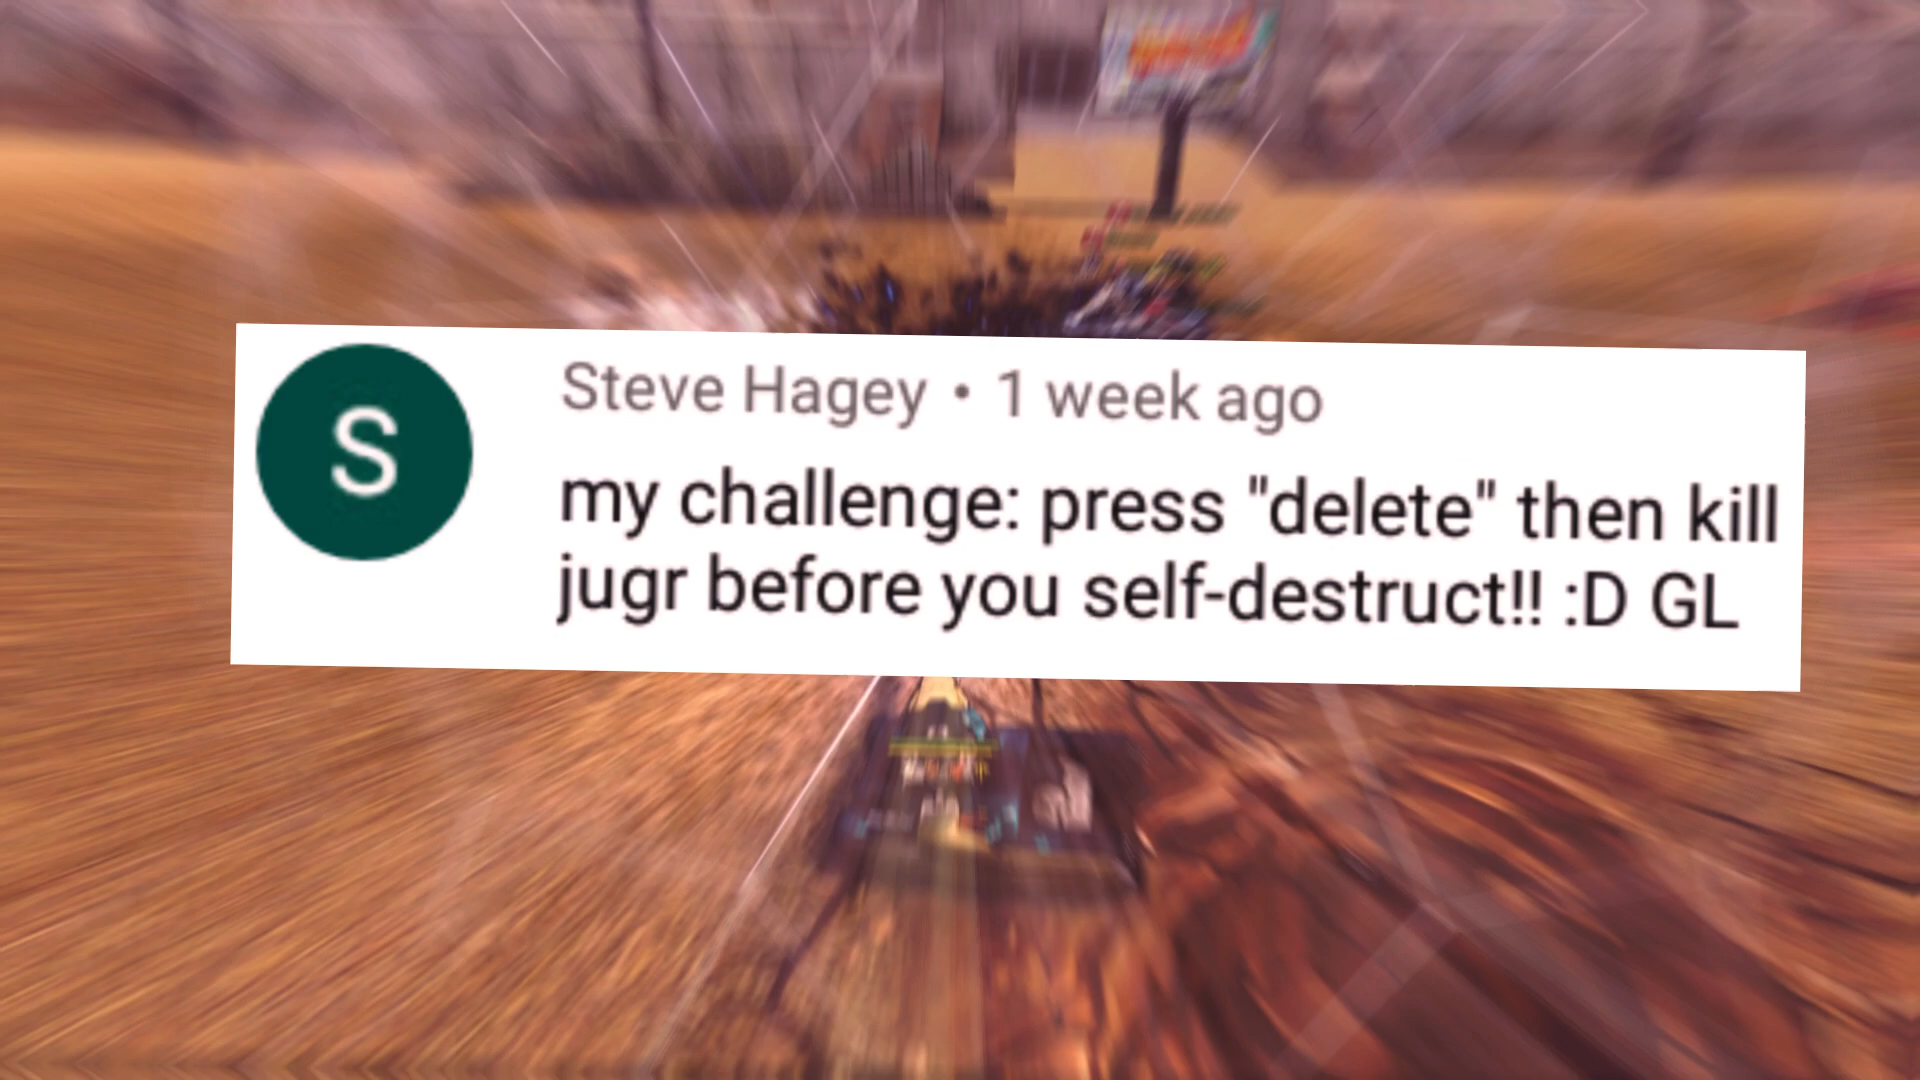 S
Steve Hagey • 1 week ago
my challenge: press "delete" then kill
jugr before you self-destruct!! :D GL